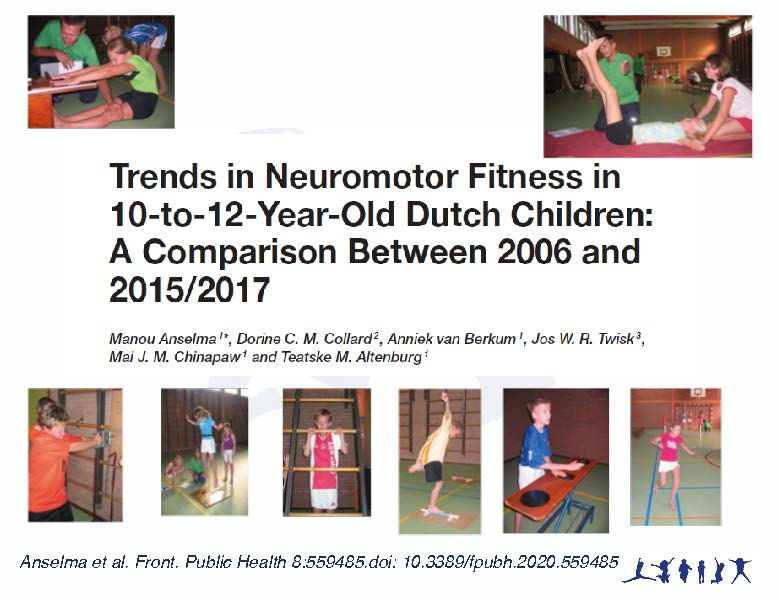 Trends in Neuromotor Fitness in
10-to-12-Year-Old Dutch Children:
A Comparison Between 2006 and
2015/2017
Manou Anselma¹*, Dorine C. M. Collard², Anniek van Berkum¹, Jos W. R. Twisk³,
Mai J. M. Chinapaw¹ and Teatske M. Altenburg¹
Anselma et al. Front. Public Health 8:559485.doi: 10.3389/fpubh.2020.559485